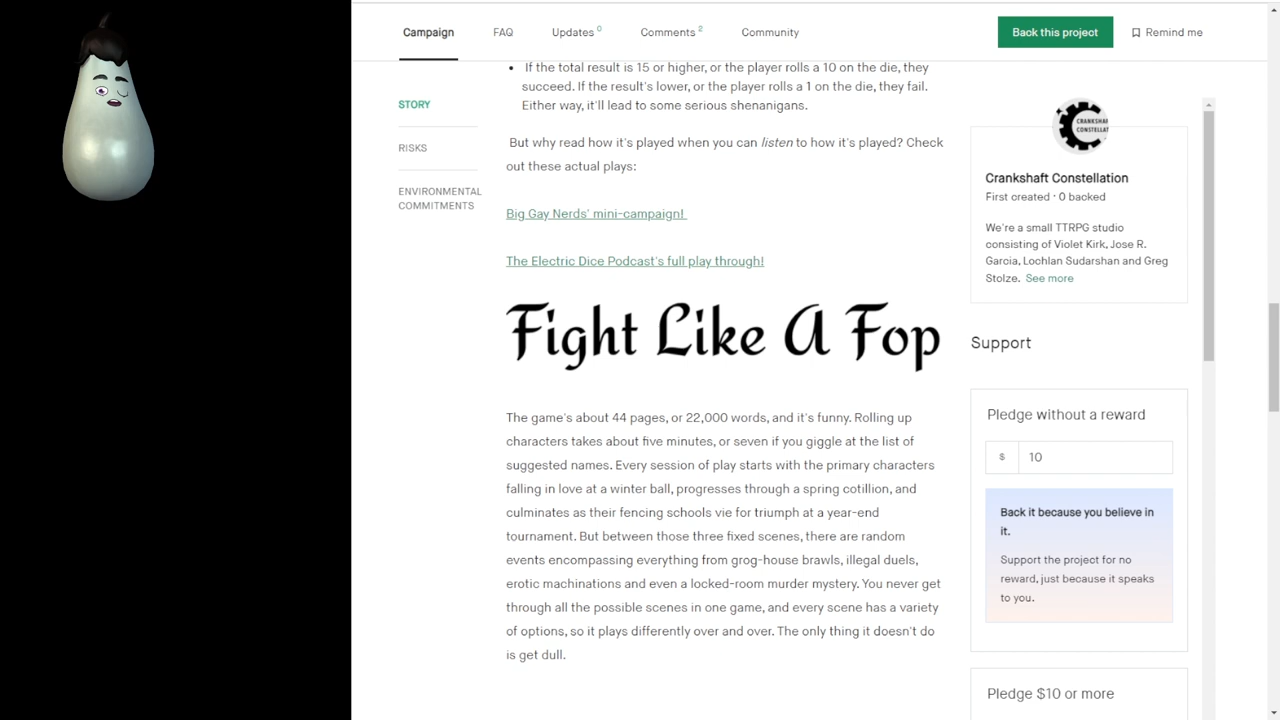 Campaign
FAQ
Updates 0
Comments 2
Community
Back this project
Remind me
STORY
RISKS
ENVIRONMENTAL
COMMITMENTS
• If the total result is 15 or higher, or the player rolls a 10 on the die, they
succeed. If the result's lower, or the player rolls a 1 on the die, they fail.
Either way, it'll lead to some serious shenanigans.
But why read how it's played when you can listen to how it's played? Check
out these actual plays:
Big Gay Nerds' mini-campaign!
The Electric Dice Podcast's full play through!
Fight Like A Fop
The game's about 44 pages, or 22,000 words, and it's funny. Rolling up
characters takes about five minutes, or seven if you giggle at the list of
suggested names. Every session of play starts with the primary characters
falling in love at a winter ball, progresses through a spring cotillion, and
culminates as their fencing schools vie for triumph at a year-end
tournament. But between those three fixed scenes, there are random
events encompassing everything from grog-house brawls, illegal duels,
erotic machinations and even a locked-room murder mystery. You never get
through all the possible scenes in one game, and every scene has a variety
of options, so it plays differently over and over. The only thing it doesn't do
is get dull.
CRANKSHAF
CONSTELLAT
Crankshaft Constellation
First created · 0 backed
We're a small TTRPG studio
consisting of Violet Kirk, Jose R.
Garcia, Lochlan Sudarshan and Greg
Stolze. See more
Support
Pledge without a reward
$ 10
Back it because you believe in
it.
Support the project for no
reward, just because it speaks
to you.
Pledge $10 or more